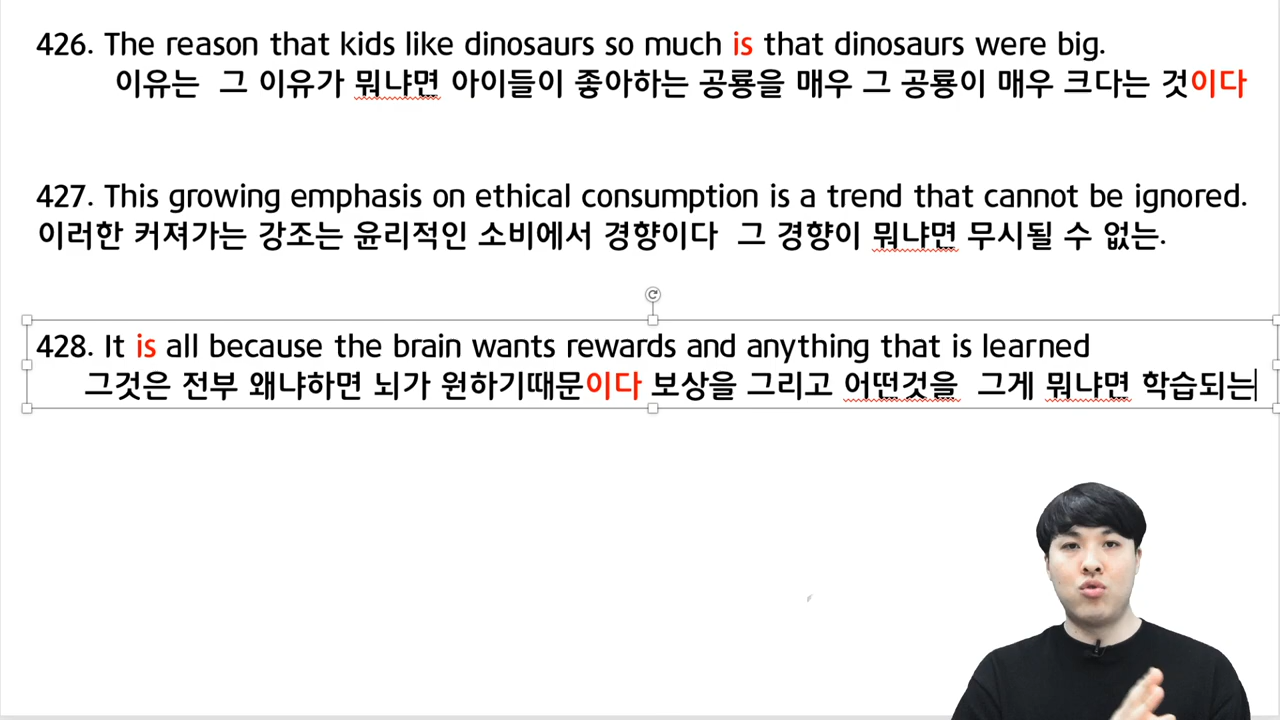 426. The reason that kids like dinosaurs so much is that dinosaurs were big.
이유는 그 이유가 뭐냐면 아이들이 좋아하는 공룡을 매우 그 공룡이 매우 크다는 것이다
427. This growing emphasis on ethical consumption is a trend that cannot be ignored.
이러한 커져가는 강조는 윤리적인 소비에서 경향이다 그 경향이 뭐냐면 무시될 수 없는.
428. It is all because the brain wants rewards and anything that is learned
그것은 전부 왜냐하면 뇌가 원하기때문이다 보상을 그리고 어떤것을 그게 뭐냐면 학습되는